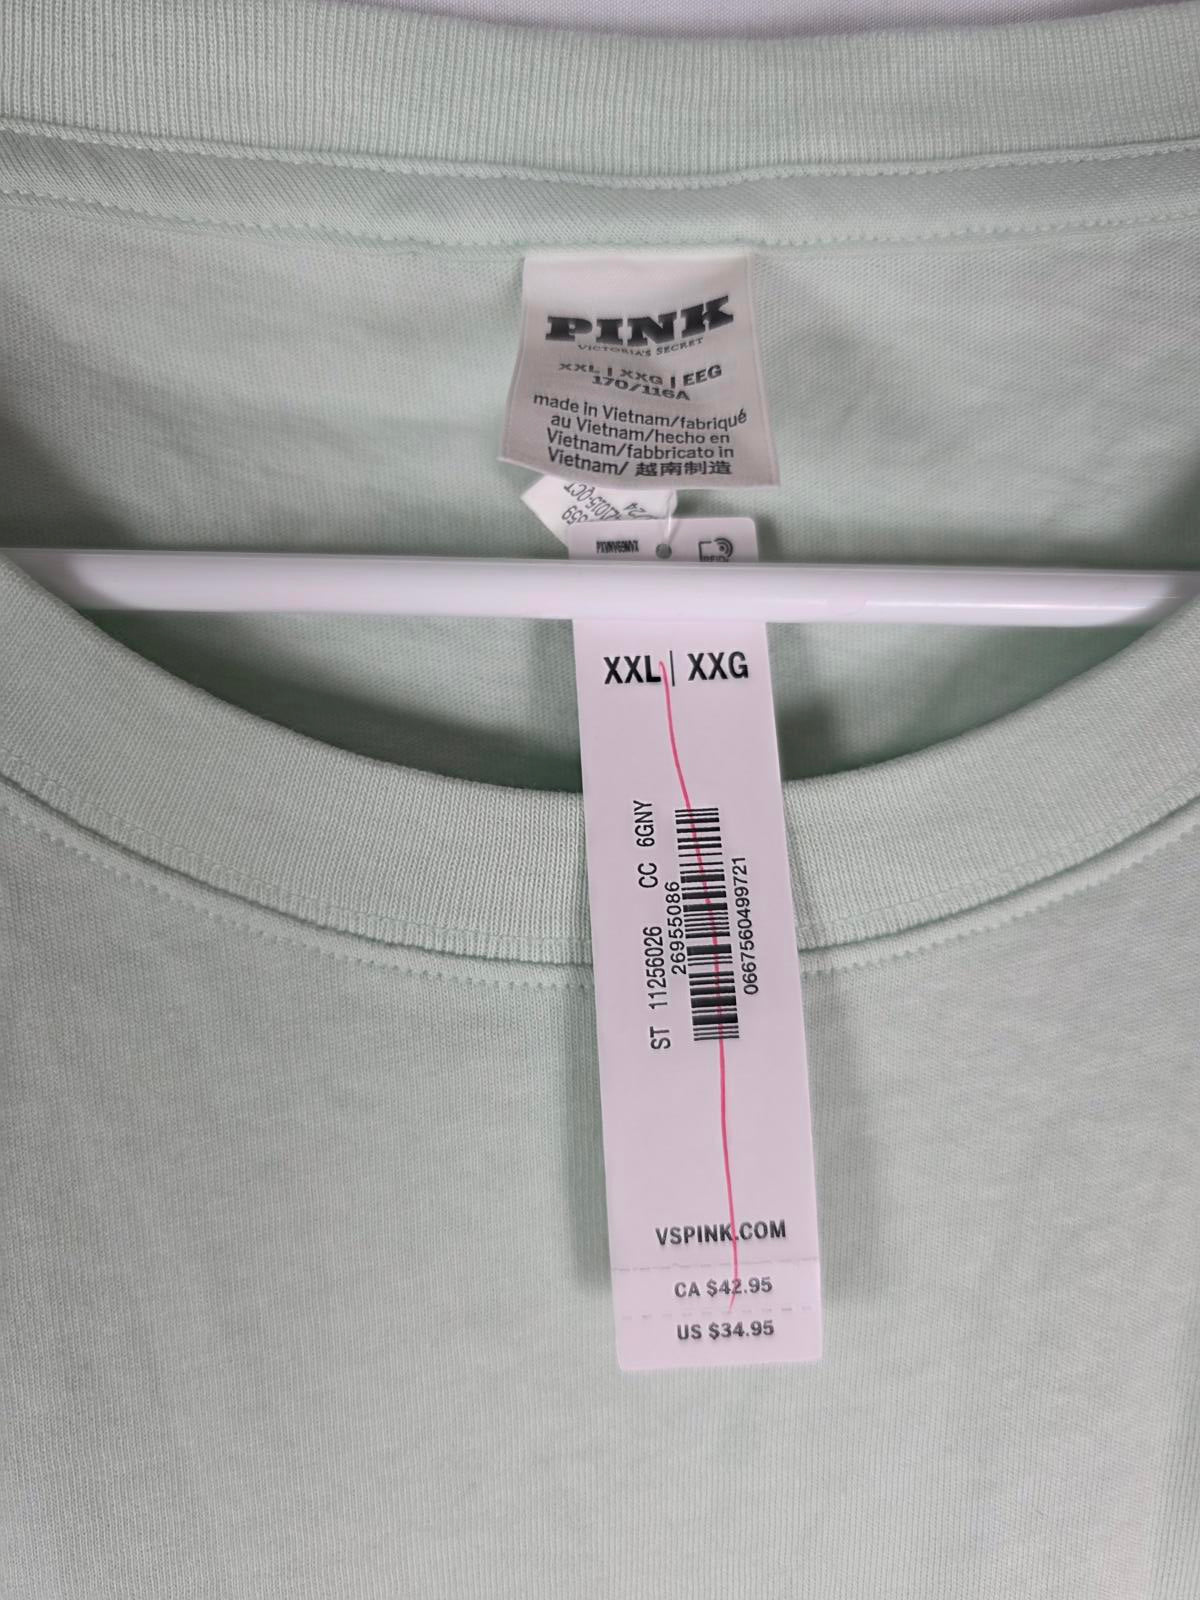 PINK
VICTORIA'S SECRET
XXL | XXG | EEG
170/116A
made in Vietnam/fabriqué
au Vietnam/hecho en
Vietnam/fabbricato in
Vietnam/ 越南制造
XXL | XXG
ST 11256026 CC 6GNY
26955086
0667560499721
VSPINK.COM
CA $42.95
US $34.95